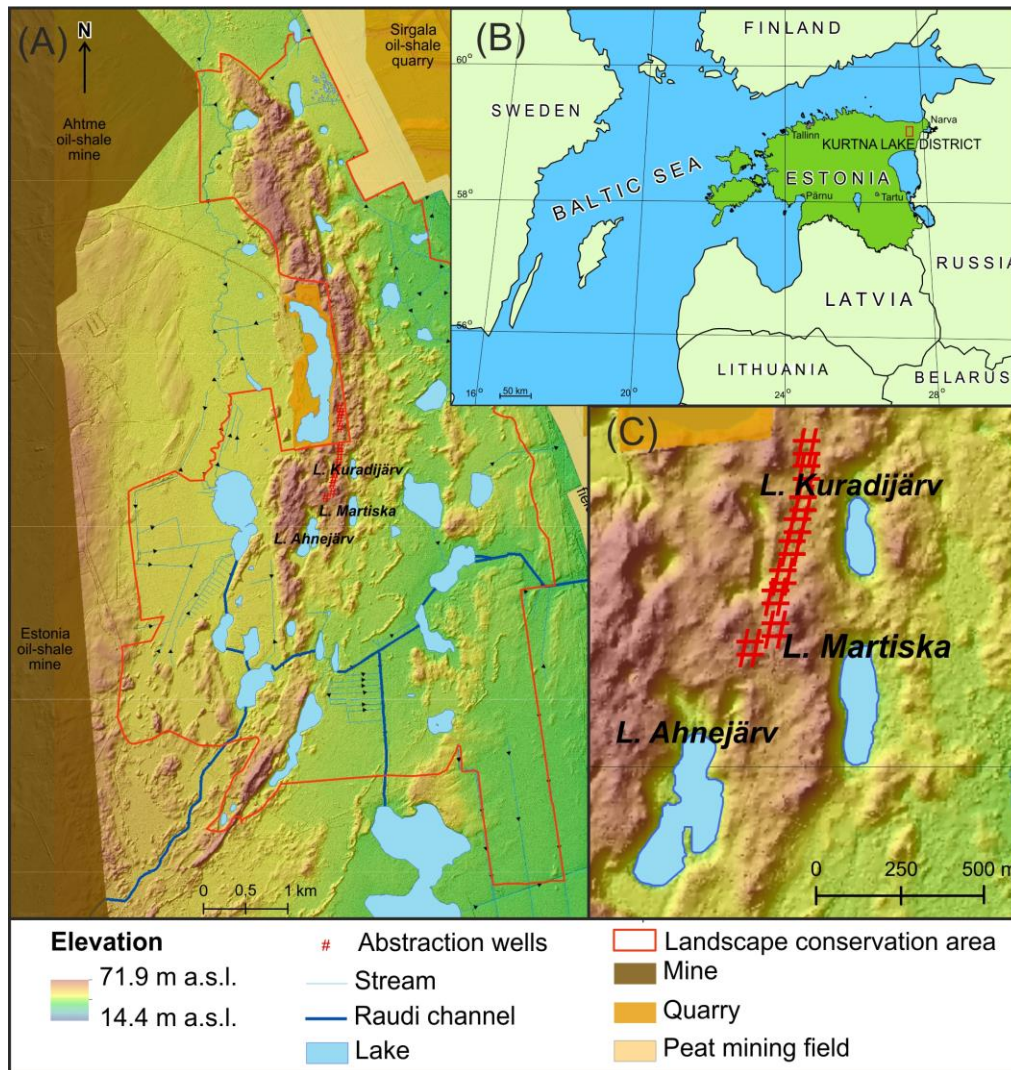 (A)
N
Ahtme
oil-shale
mine
Sirgala
oil-shale
quarry
L. Kuradijärv
L. Martiska
L. Ahnejärv
Estonia
oil-shale
mine
0 0.5 1 km
(B)
FINLAND
60°
SWEDEN
Narva
Tallinn
KURTNA LAKE DISTRICT
ESTONIA
BALTIC SEA
58°
Pärnu
Tartu
RUSSIA
LATVIA
56°
LITHUANIA
BELARUS
16°
50 km
20°
24°
28°
(C)
L. Kuradijärv
L. Martiska
L. Ahnejärv
0 250 500 m
Elevation
71.9 m a.s.l.
14.4 m a.s.l.
# Abstraction wells
Stream
Raudi channel
Lake
Landscape conservation area
Mine
Quarry
Peat mining field